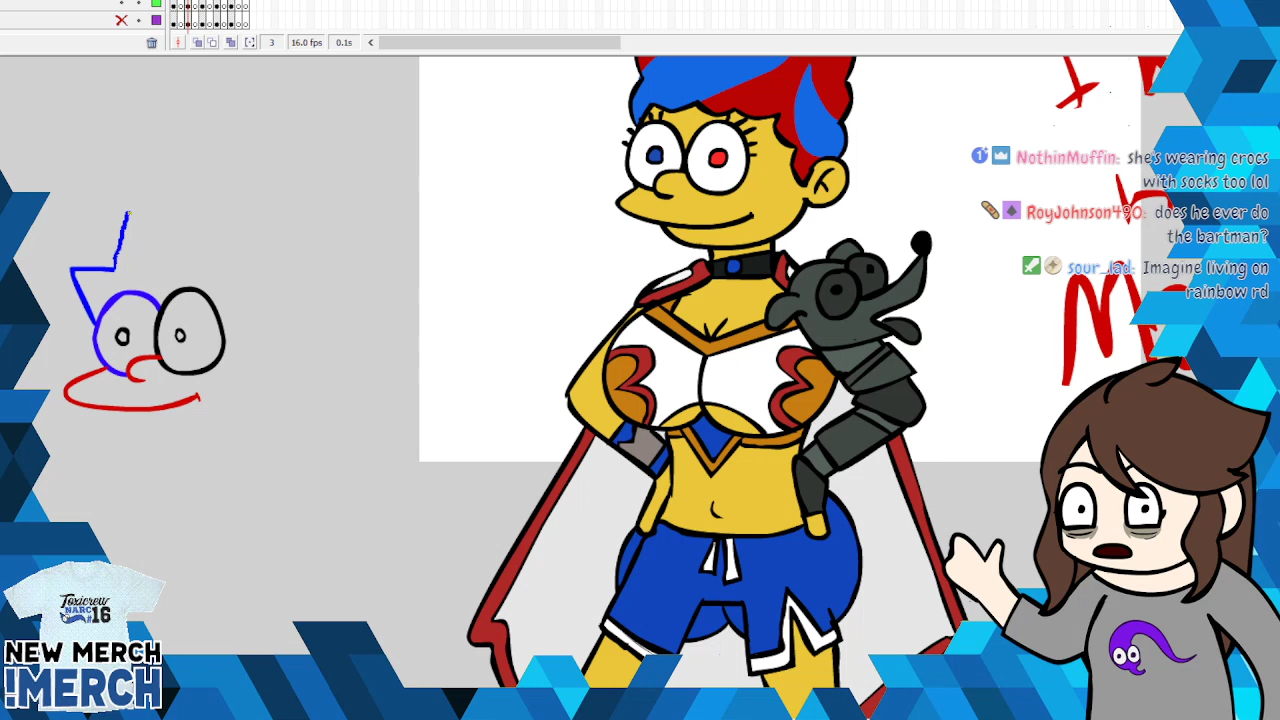 3 16.0 fps 0.1s
NothinMuffin: she's wearing crocs
with socks too lol
RoyJohnson490: does he ever do
the bartman?
sour_lad: Imagine living on
rainbow rd
Toxicrew
NARC
#16
NEW MERCH
!MERCH